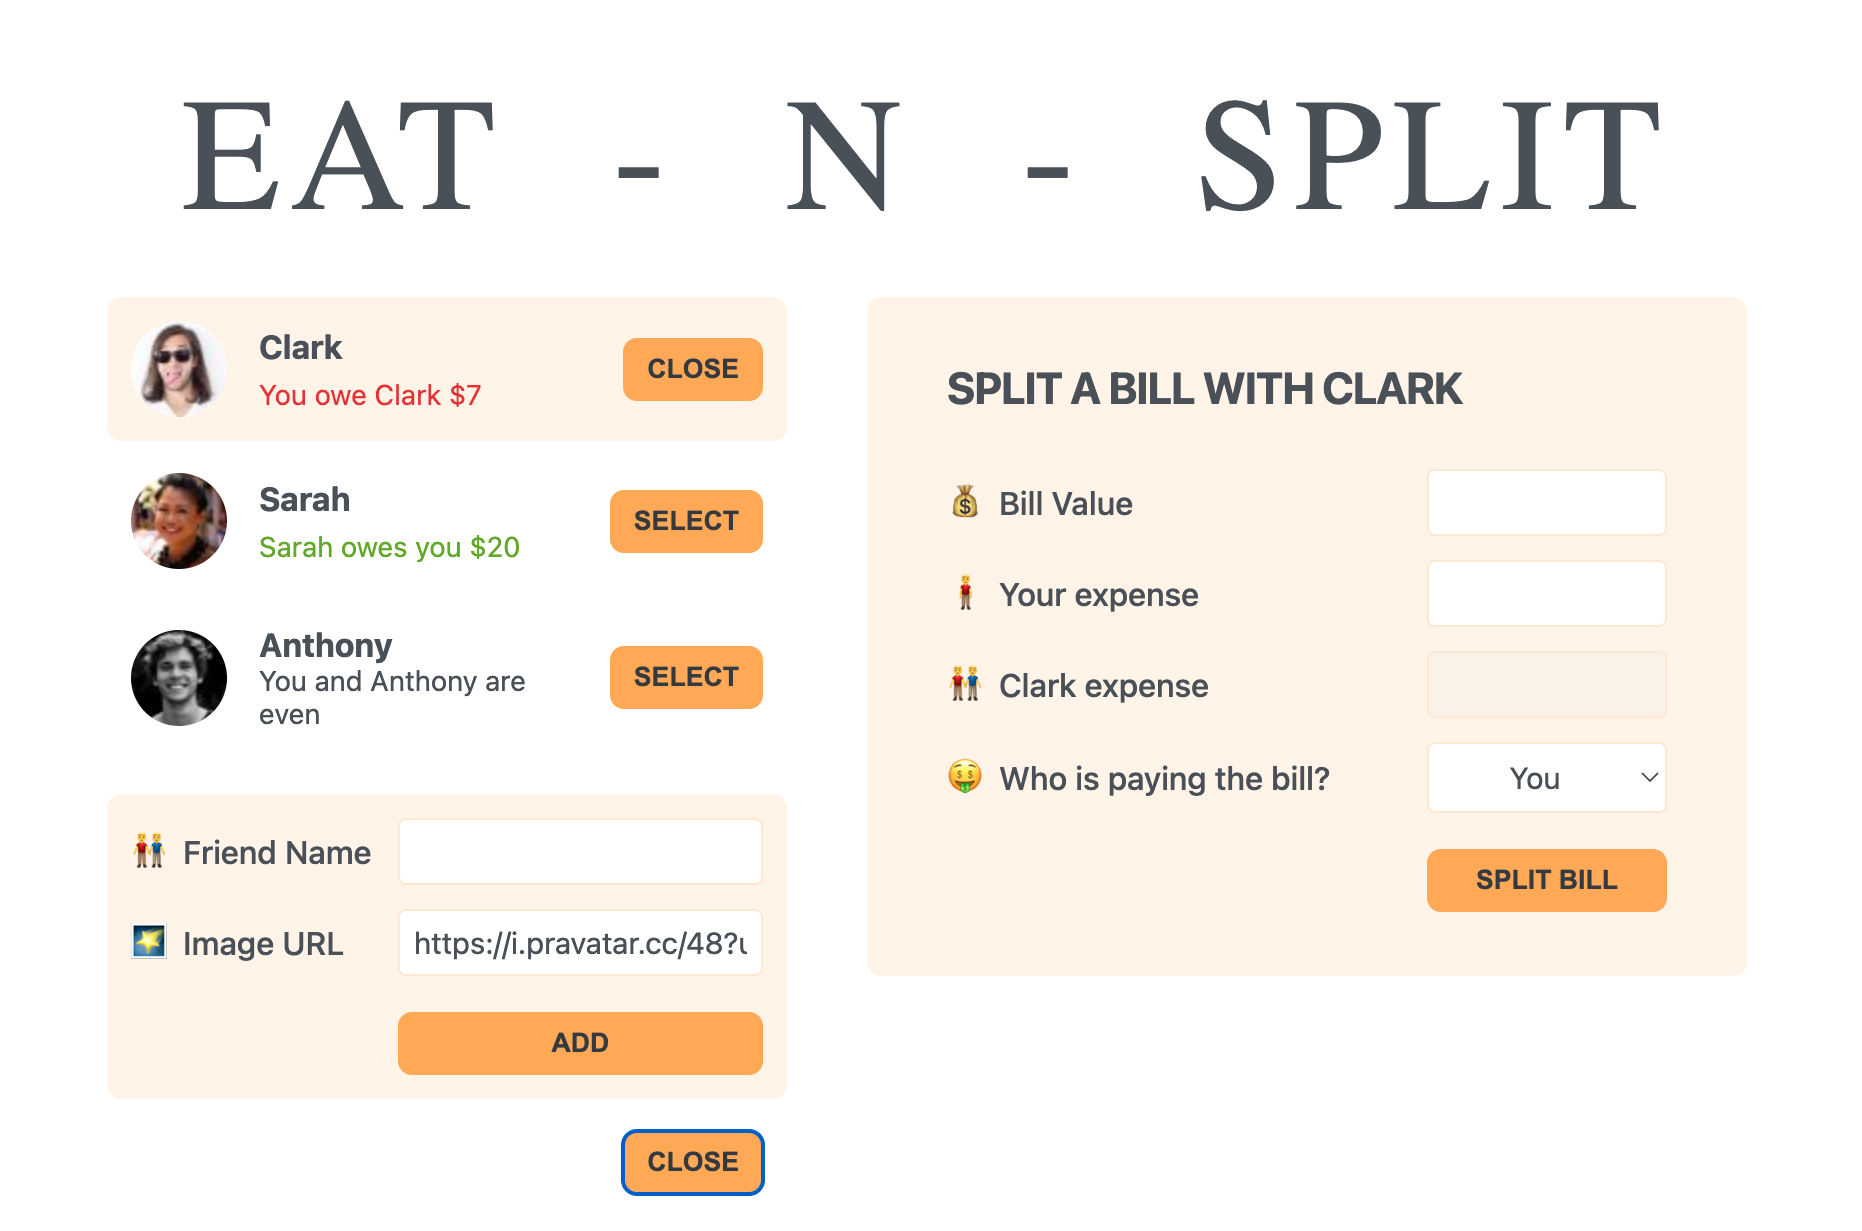 EAT - N - SPLIT
Clark
You owe Clark $7
CLOSE
Sarah
Sarah owes you $20
SELECT
Anthony
You and Anthony are
even
SELECT
Friend Name
Image URL
https://i.pravatar.cc/48?u
ADD
CLOSE
SPLIT A BILL WITH CLARK
Bill Value
Your expense
Clark expense
Who is paying the bill?
You
SPLIT BILL